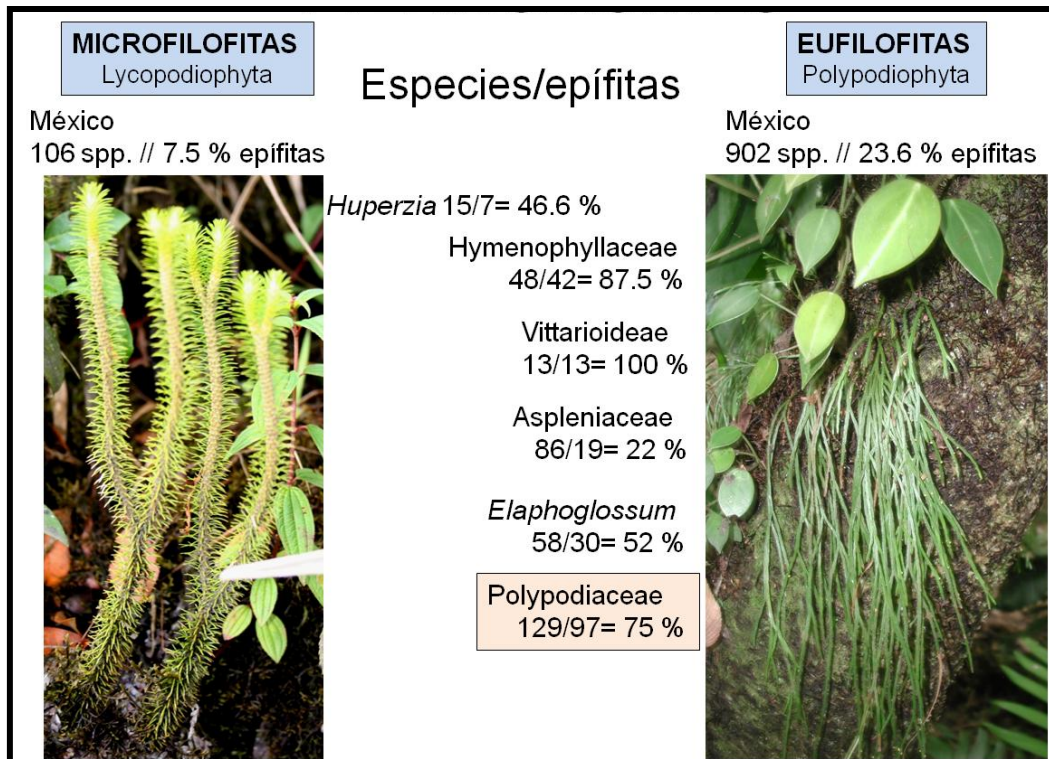 MICROFILOFITAS
Lycopodiophyta
México
106 spp. // 7.5 % epífitas
Especies/epífitas
EUFILOFITAS
Polypodiophyta
México
902 spp. // 23.6 % epífitas
Huperzia 15/7= 46.6 %
Hymenophyllaceae
48/42= 87.5 %
Vittarioideae
13/13= 100 %
Aspleniaceae
86/19= 22 %
Elaphoglossum
58/30= 52 %
Polypodiaceae
129/97= 75 %